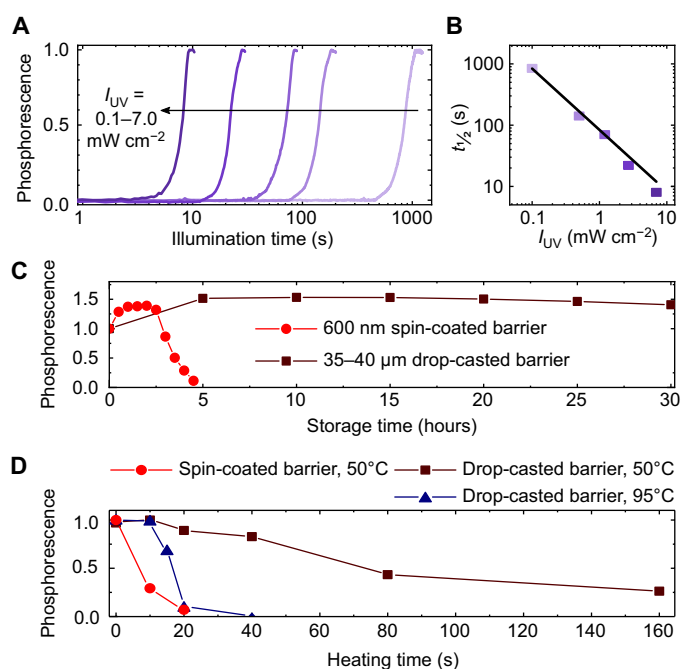 A
Phosphorescence
1.0
0.5
0.0
I_UV =
0.1–7.0
mW cm⁻²
1
10
100
1000
Illumination time (s)
B
t½ (s)
1000
100
10
0.1
1
10
I_UV (mW cm⁻²)
C
Phosphorescence
1.5
1.0
0.5
0.0
600 nm spin-coated barrier
35–40 μm drop-casted barrier
0 5 10 15 20 25 30
Storage time (hours)
D
Spin-coated barrier, 50°C
Drop-casted barrier, 50°C
Drop-casted barrier, 95°C
Phosphorescence
1.0
0.5
0.0
0 20 40 60 80 100 120 140 160
Heating time (s)